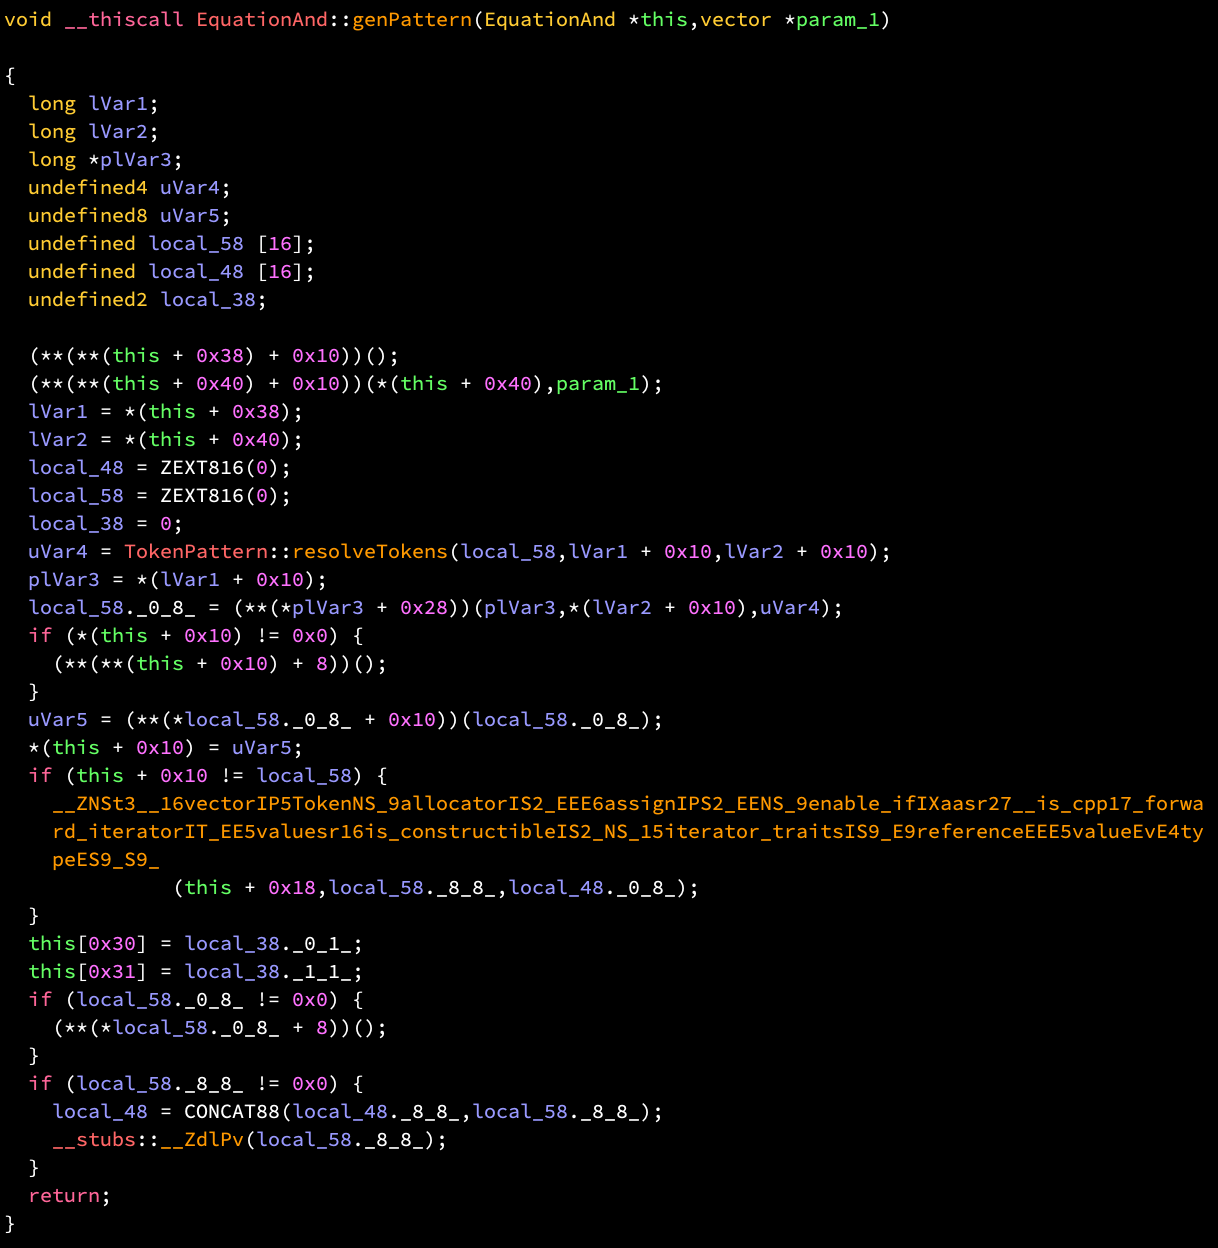 void __thiscall EquationAnd::genPattern(EquationAnd *this,vector *param_1)
{
  long lVar1;
  long lVar2;
  long *plVar3;
  undefined4 uVar4;
  undefined8 uVar5;
  undefined local_58 [16];
  undefined local_48 [16];
  undefined2 local_38;
  (**(**(this + 0x38) + 0x10))();
  (**(**(this + 0x40) + 0x10))(*(this + 0x40),param_1);
  lVar1 = *(this + 0x38);
  lVar2 = *(this + 0x40);
  local_48 = ZEXT816(0);
  local_58 = ZEXT816(0);
  local_38 = 0;
  uVar4 = TokenPattern::resolveTokens(local_58,lVar1 + 0x10,lVar2 + 0x10);
  plVar3 = *(lVar1 + 0x10);
  local_58._0_8_ = (**(*plVar3 + 0x28))(plVar3,*(lVar2 + 0x10),uVar4);
  if (*(this + 0x10) != 0x0) {
    (**(**(this + 0x10) + 8))();
  }
  uVar5 = (**(*local_58._0_8_ + 0x10))(local_58._0_8_);
  *(this + 0x10) = uVar5;
  if (this + 0x10 != local_58) {
    __ZNSt3__16vectorIP5TokenNS_9allocatorIS2_EEE6assignIPS2_EENS_9enable_ifIXaasr27__is_cpp17_forwa
    rd_iteratorIT_EE5valuesr16is_constructibleIS2_NS_15iterator_traitsIS9_E9referenceEEE5valueEvE4ty
    peES9_S9_
              (this + 0x18,local_58._8_8_,local_48._0_8_);
  }
  this[0x30] = local_38._0_1_;
  this[0x31] = local_38._1_1_;
  if (local_58._0_8_ != 0x0) {
    (**(*local_58._0_8_ + 8))();
  }
  if (local_58._8_8_ != 0x0) {
    local_48 = CONCAT88(local_48._8_8_,local_58._8_8_);
    __stubs::__ZdlPv(local_58._8_8_);
  }
  return;
}